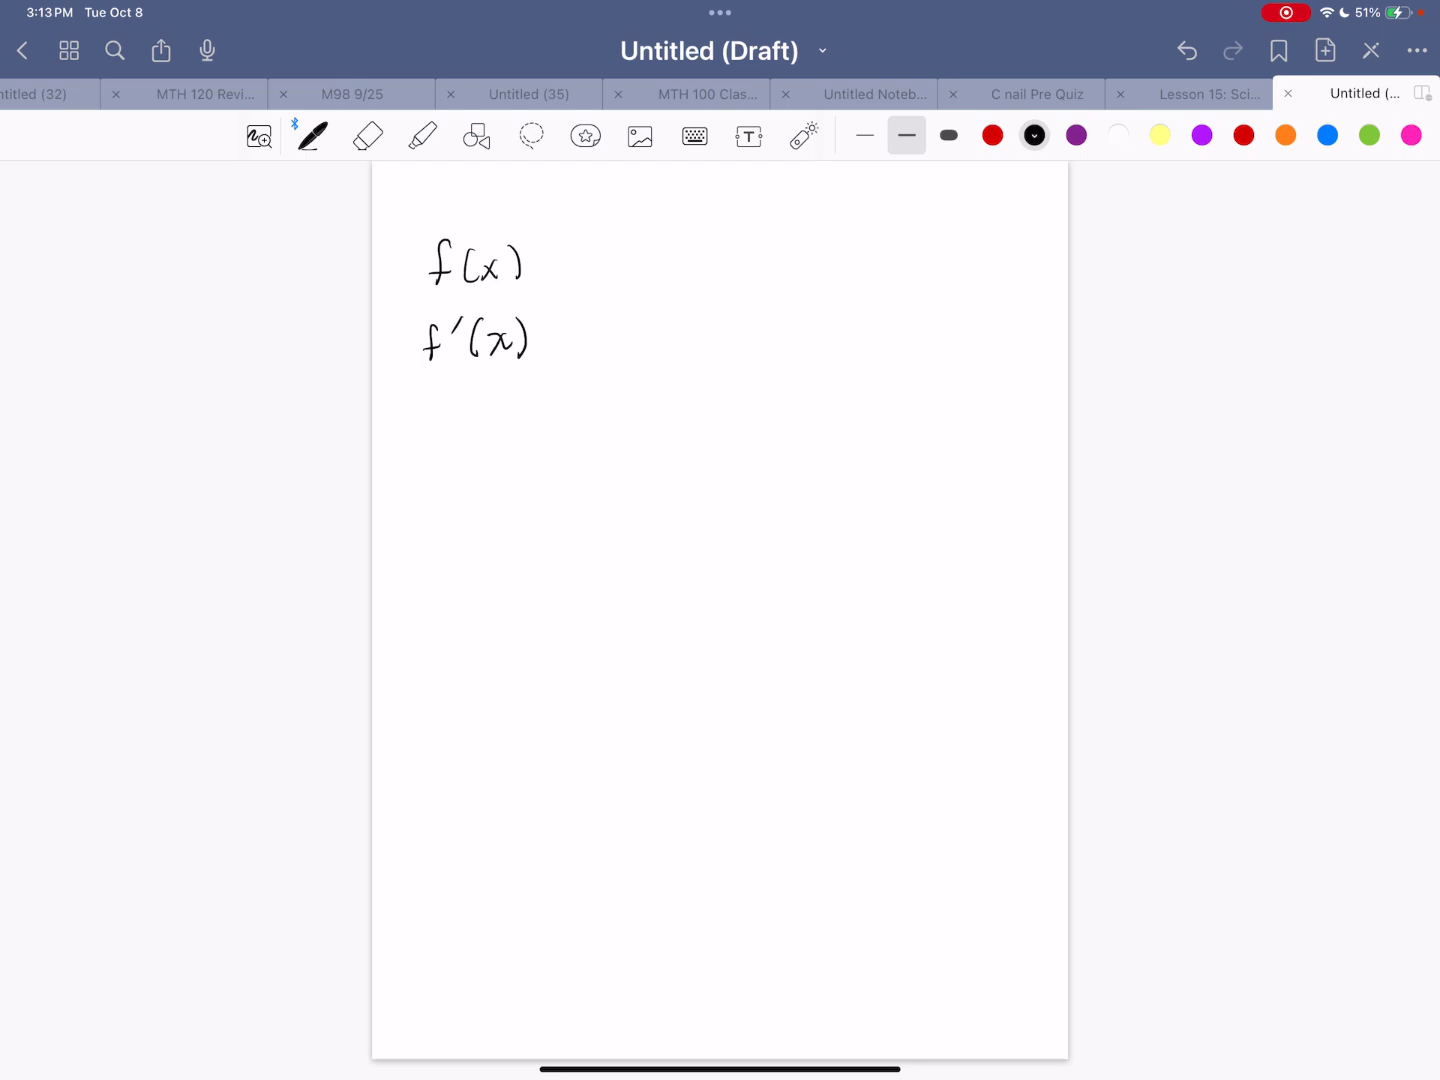 3:13 PM Tue Oct 8
51%
Untitled (Draft)
ntitled (32)
MTH 120 Revi...
M98 9/25
Untitled (35)
MTH 100 Clas...
Untitled Noteb...
C nail Pre Quiz
Lesson 15: Sci...
Untitled (...
T
f(x)
f'(x)